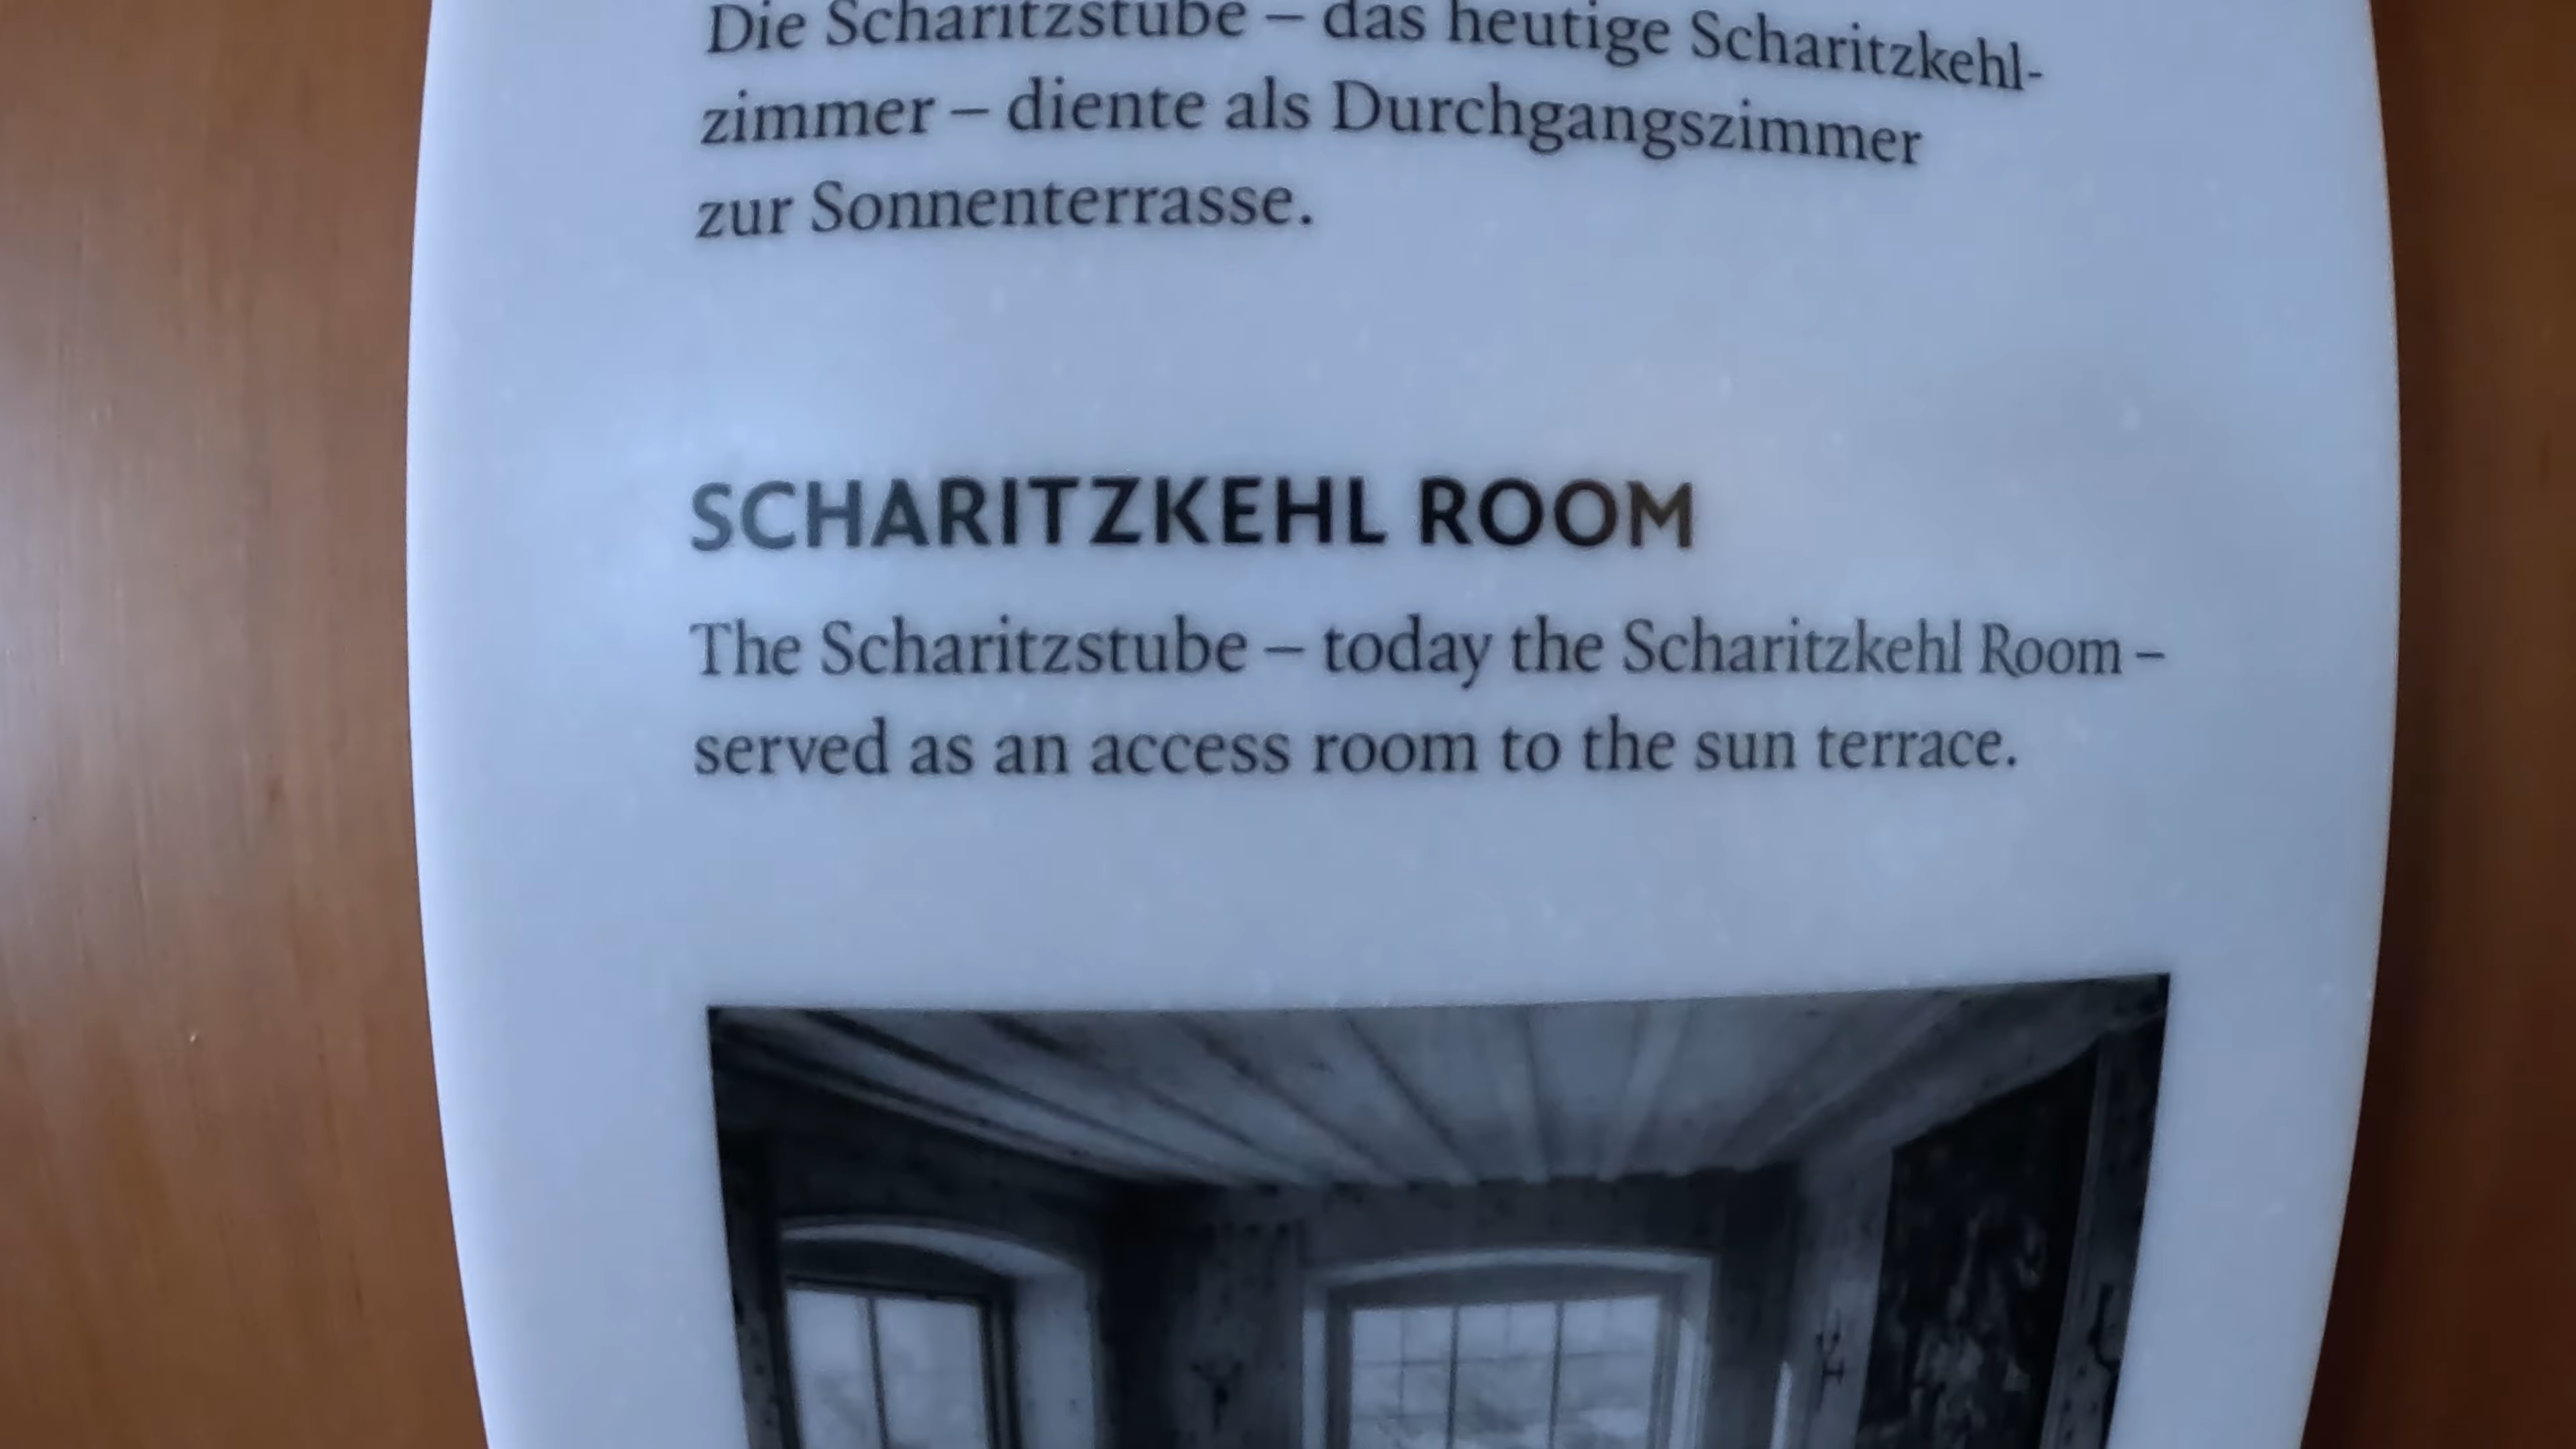 Die Scharitzstube – das heutige Scharitzkehl-
zimmer – diente als Durchgangszimmer
zur Sonnenterrasse.
SCHARITZKEHL ROOM
The Scharitzstube – today the Scharitzkehl Room –
served as an access room to the sun terrace.